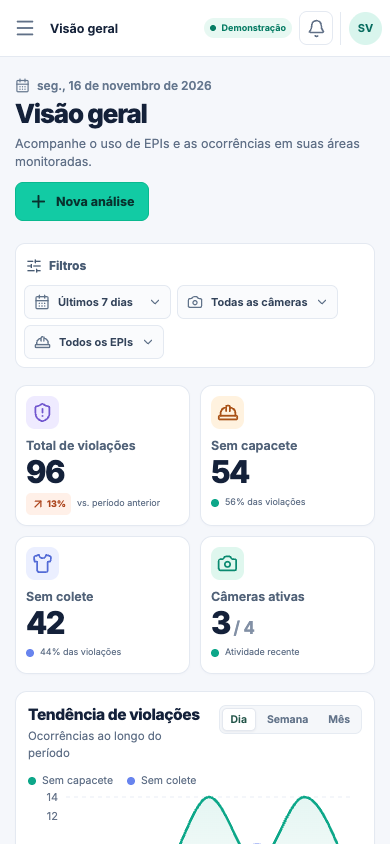 Visão geral
Demonstração
SV
seg., 16 de novembro de 2026
Visão geral
Acompanhe o uso de EPIs e as ocorrências em suas áreas
monitoradas.
Nova análise
Filtros
Últimos 7 dias
Todas as câmeras
Todos os EPIs
Total de violações
96
13% vs. período anterior
Sem capacete
54
56% das violações
Sem colete
42
44% das violações
Câmeras ativas
3 / 4
Atividade recente
Tendência de violações
Ocorrências ao longo do
período
Dia Semana Mês
Sem capacete Sem colete
14
12